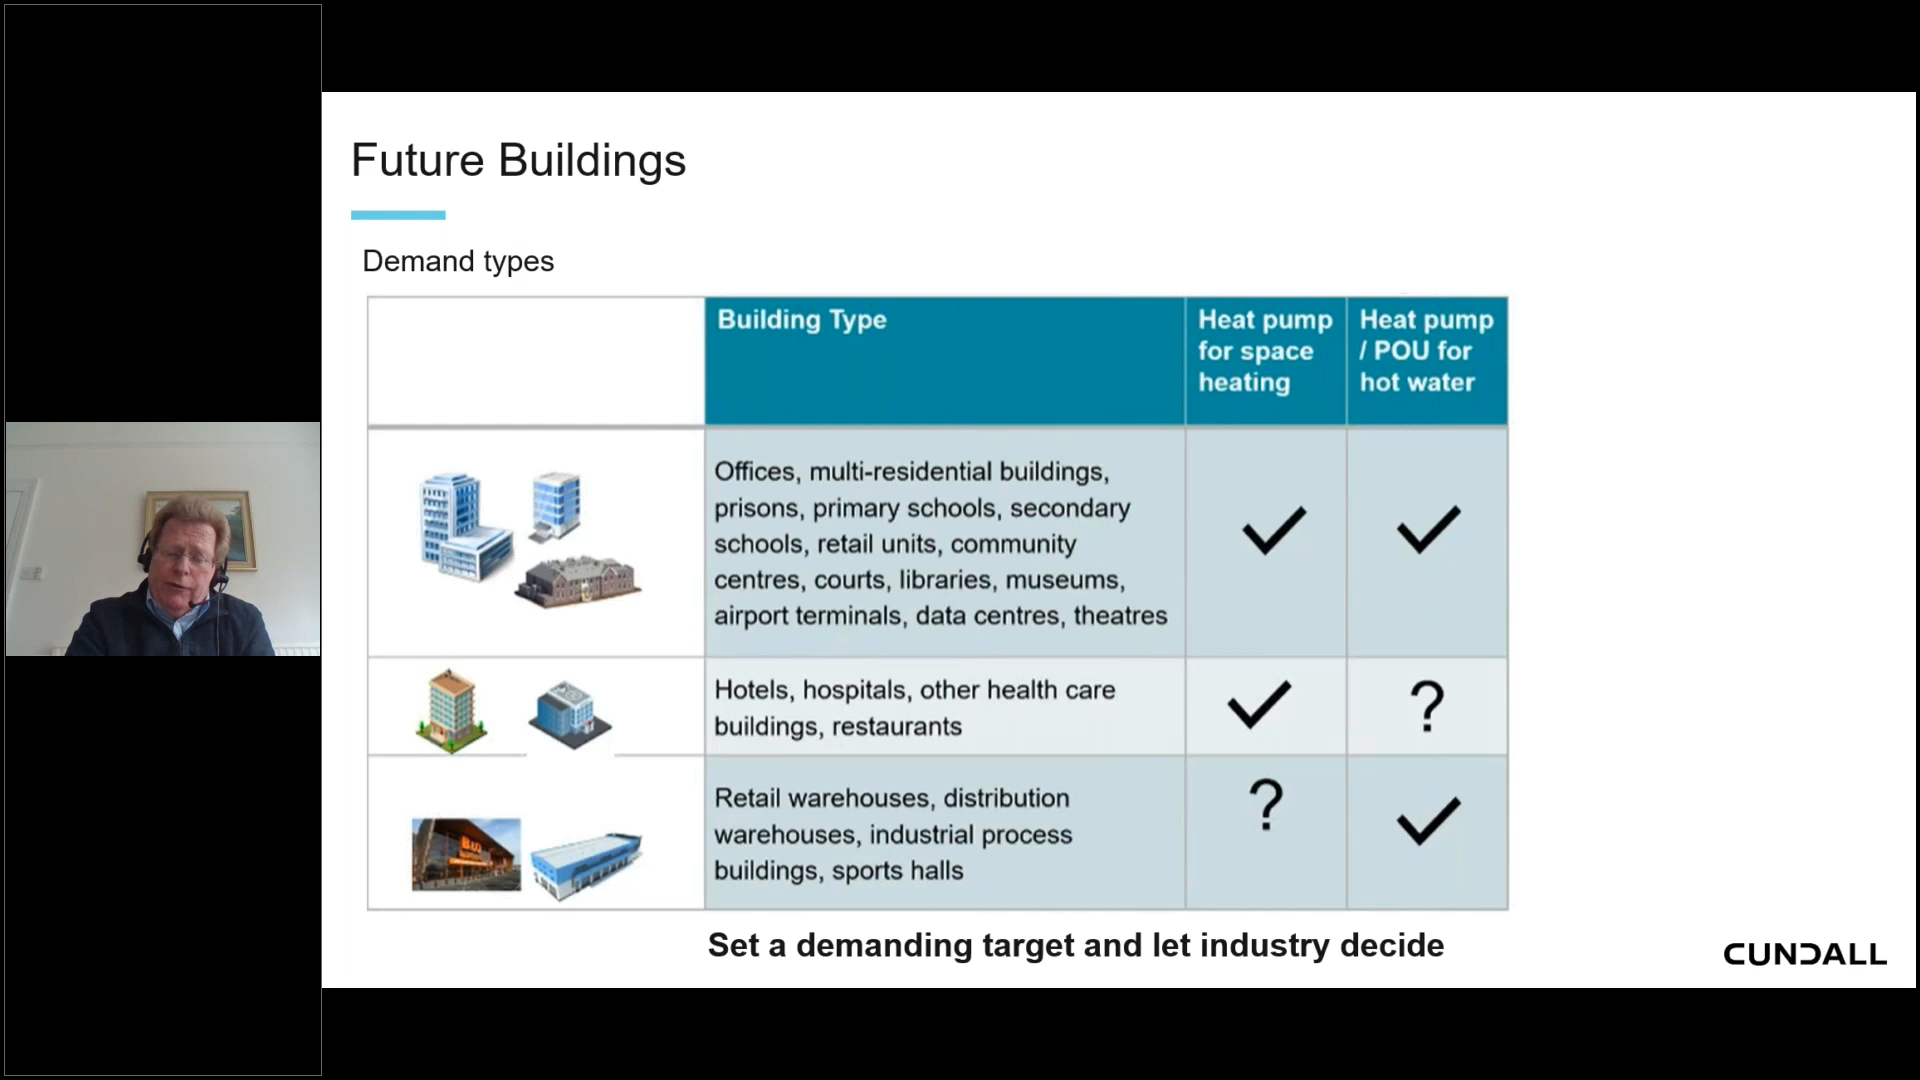 Future Buildings
Demand types
Building Type
Heat pump
for space
heating
Heat pump
/ POU for
hot water
Offices, multi-residential buildings,
prisons, primary schools, secondary
schools, retail units, community
centres, courts, libraries, museums,
airport terminals, data centres, theatres
Hotels, hospitals, other health care
buildings, restaurants
?
Retail warehouses, distribution
warehouses, industrial process
buildings, sports halls
?
B&Q
Set a demanding target and let industry decide
CUNDALL